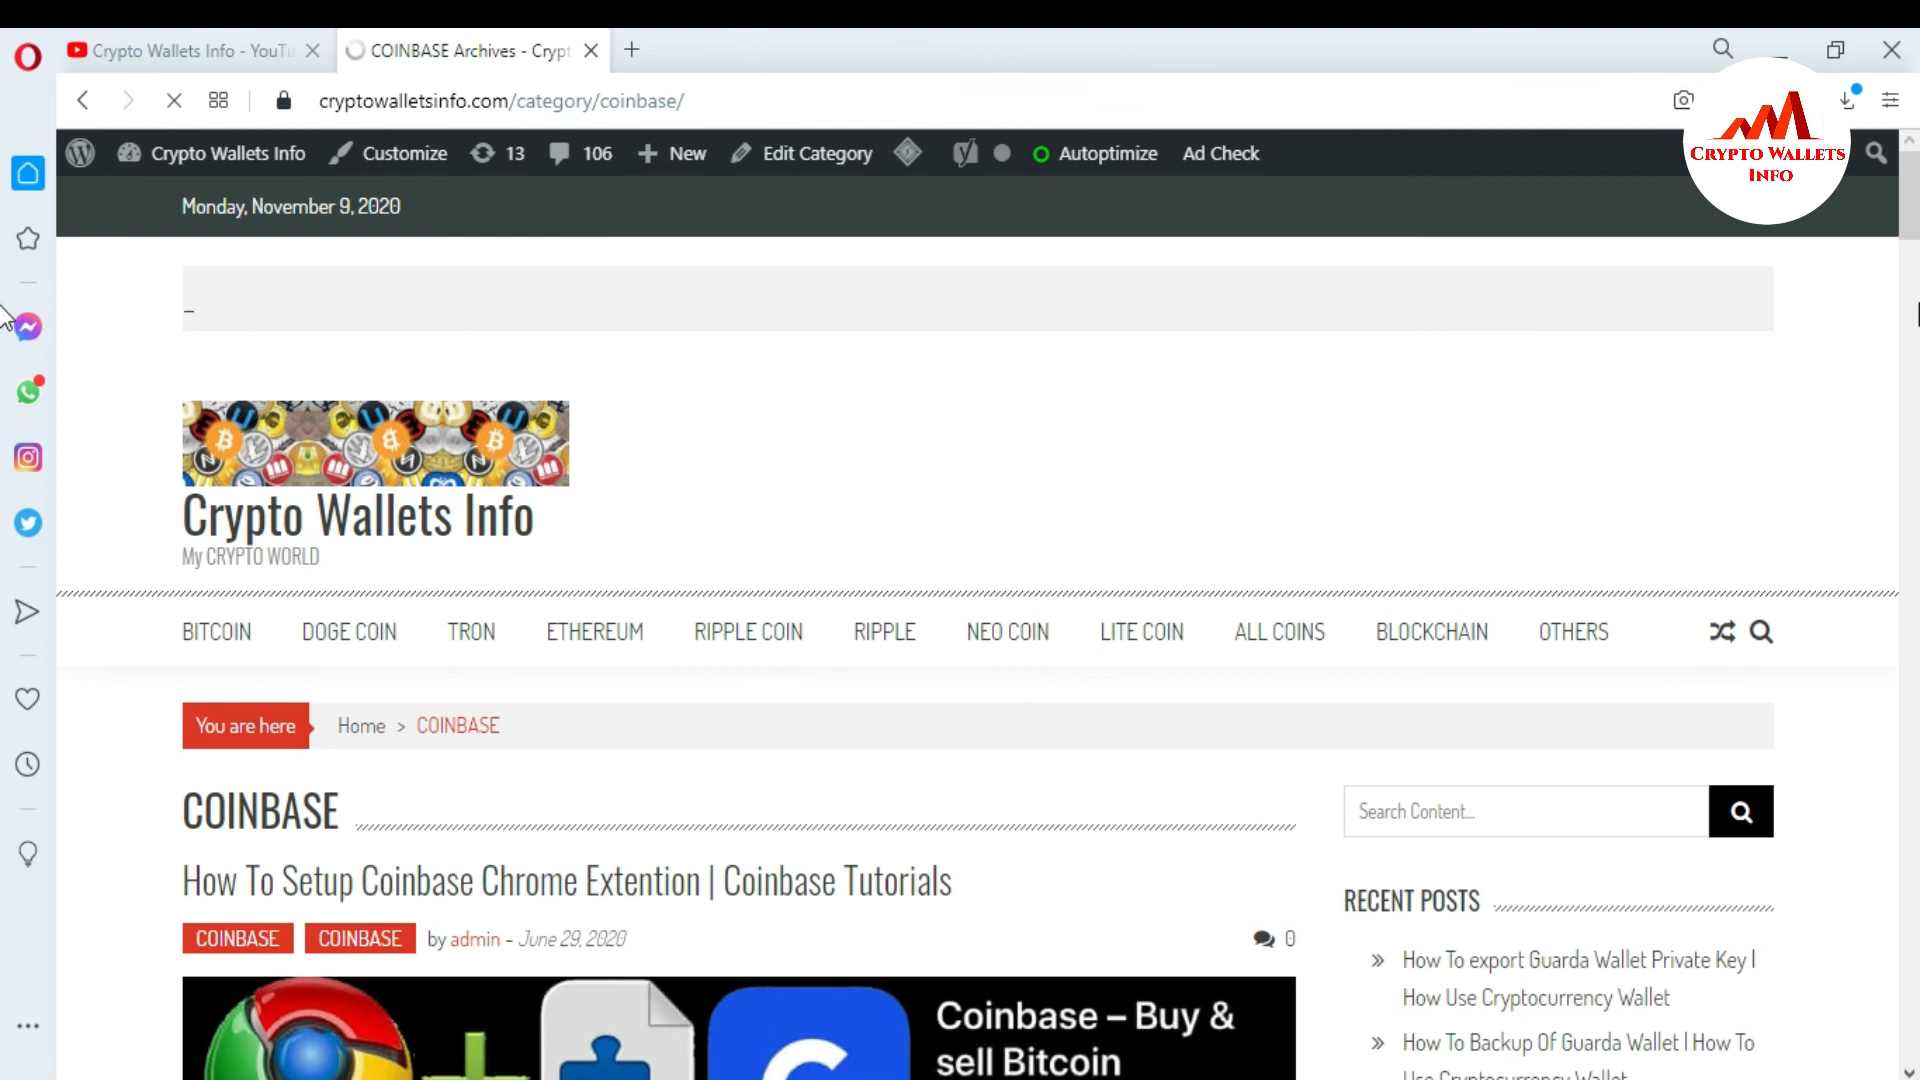 Crypto Wallets Info - YouTu
COINBASE Archives - Crypt
cryptowalletsinfo.com/category/coinbase/
CRYPTO WALLETS
INFO
Crypto Wallets Info
Customize
13
106
New
Edit Category
Autoptimize
Ad Check
Monday, November 9, 2020
Crypto Wallets Info
My CRYPTO WORLD
BITCOIN
DOGE COIN
TRON
ETHEREUM
RIPPLE COIN
RIPPLE
NEO COIN
LITE COIN
ALL COINS
BLOCKCHAIN
OTHERS
You are here
Home > COINBASE
COINBASE
Search Content...
How To Setup Coinbase Chrome Extention | Coinbase Tutorials
COINBASE
COINBASE
by admin - June 29, 2020
0
Coinbase – Buy &
sell Bitcoin
RECENT POSTS
» How To export Guarda Wallet Private Key |
How Use Cryptocurrency Wallet
» How To Backup Of Guarda Wallet | How To
Use Cryptocurrency Wallet